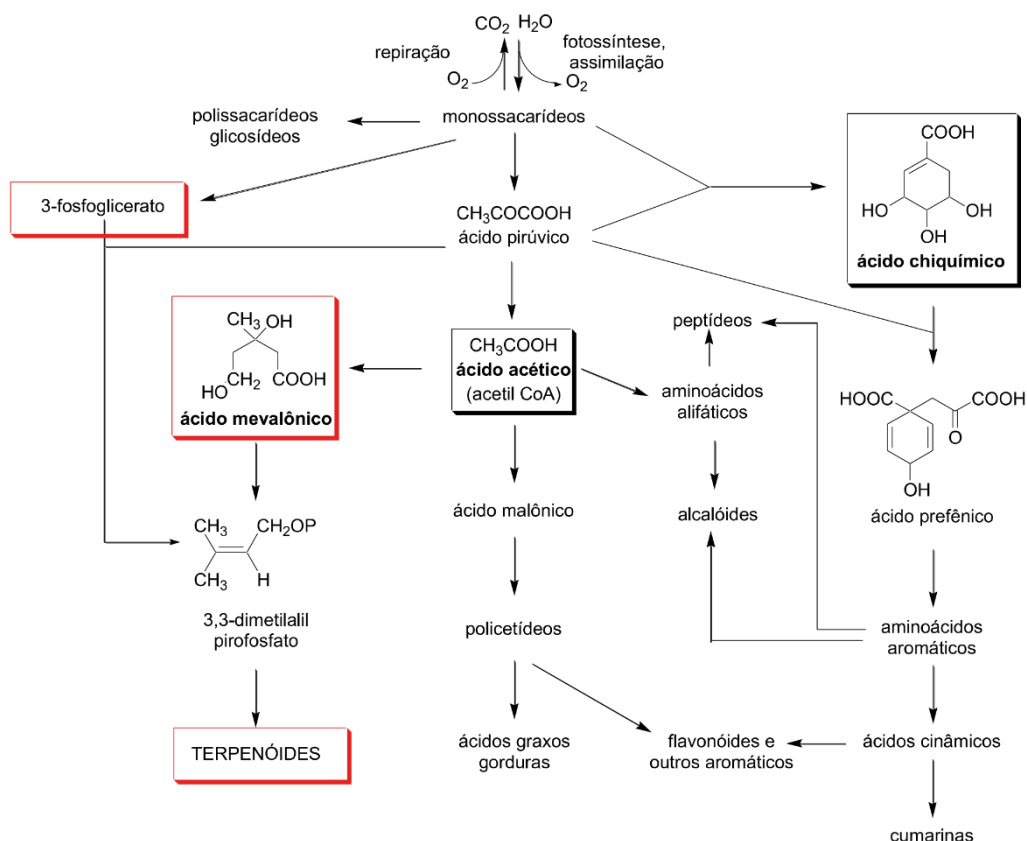 CO2 H2O
repiração
fotossíntese,
assimilação
O2
O2
polissacarídeos
glicosídeos
monossacarídeos
COOH
HO
OH
OH
ácido chiquímico
3-fosfoglicerato
CH3COCOOH
ácido pirúvico
CH3 OH
HO
CH2 COOH
ácido mevalônico
CH3COOH
ácido acético
(acetil CoA)
peptídeos
aminoácidos
alifáticos
HOOC
COOH
O
OH
ácido prefênico
ácido malônico
alcalóides
CH3
CH2OP
CH3
H
3,3-dimetilalil
pirofosfato
policetídeos
aminoácidos
aromáticos
TERPENÓIDES
ácidos graxos
gorduras
flavonóides e
outros aromáticos
ácidos cinâmicos
cumarinas